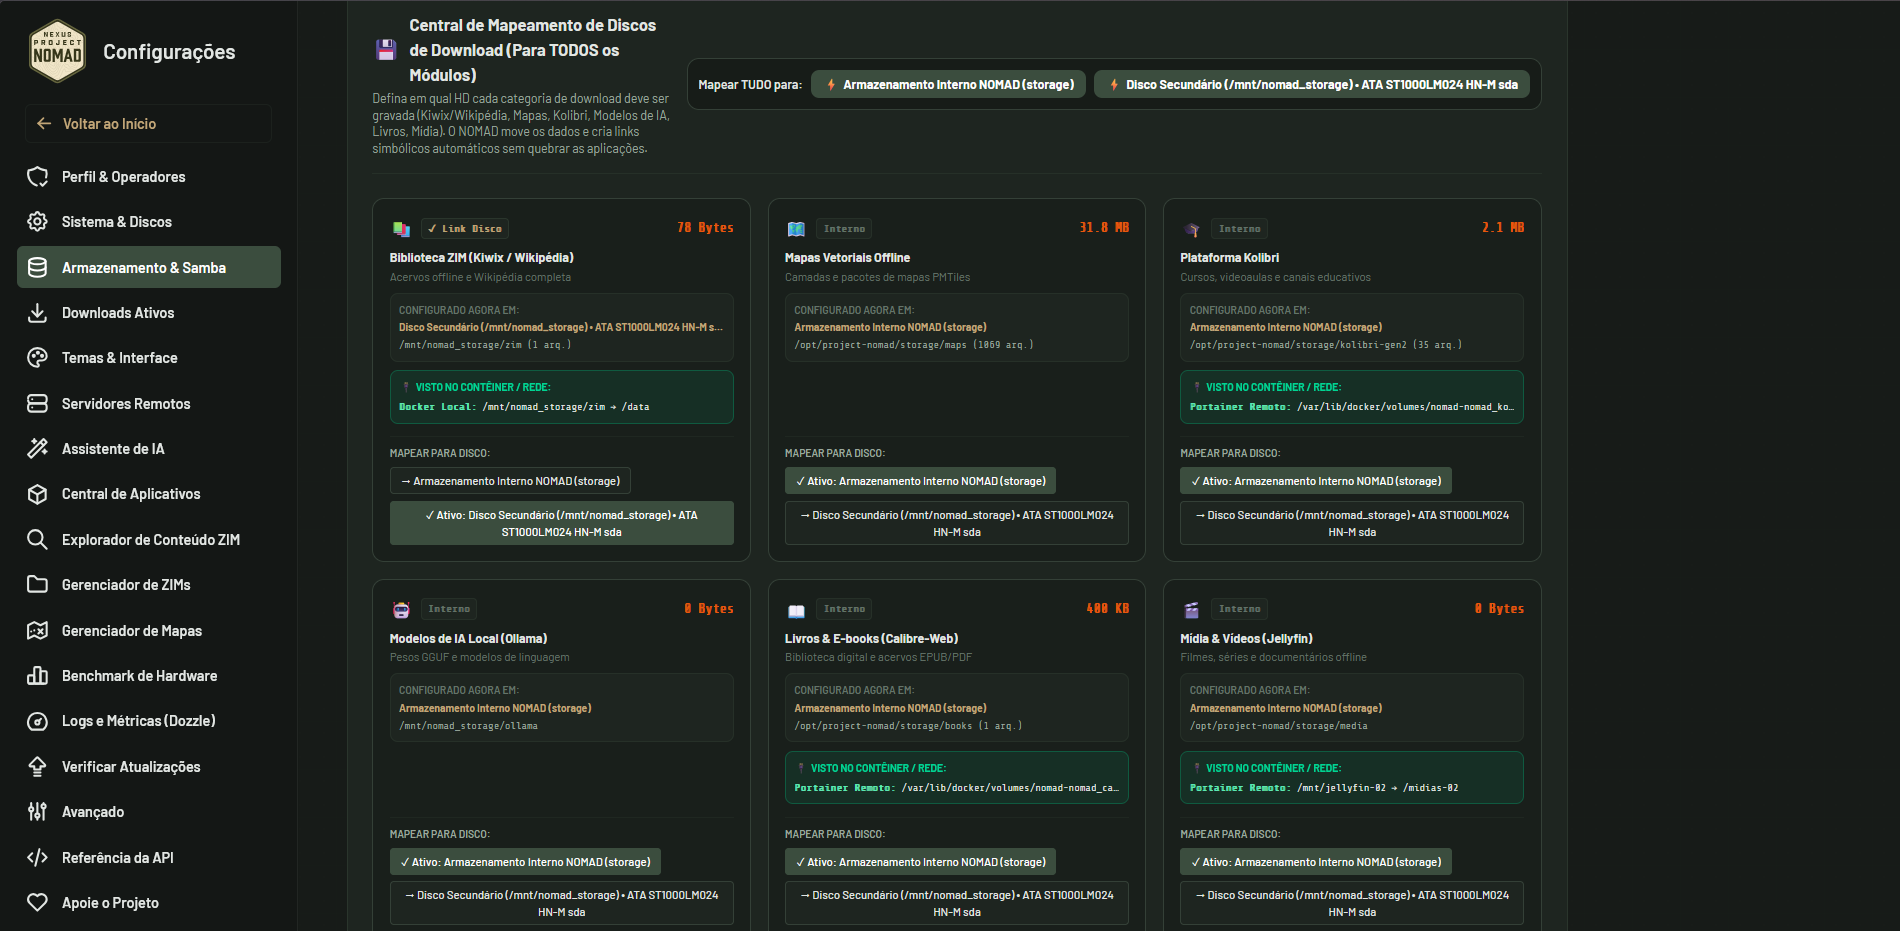 NEXUS
PROJECT
NOMAD
Configurações
Voltar ao Início
Perfil & Operadores
Sistema & Discos
Armazenamento & Samba
Downloads Ativos
Temas & Interface
Servidores Remotos
Assistente de IA
Central de Aplicativos
Explorador de Conteúdo ZIM
Gerenciador de ZIMs
Gerenciador de Mapas
Benchmark de Hardware
Logs e Métricas (Dozzle)
Verificar Atualizações
Avançado
Referência da API
Apoie o Projeto
Central de Mapeamento de Discos
de Download (Para TODOS os
Módulos)
Defina em qual HD cada categoria de download deve ser
gravada (Kiwix/Wikipédia, Mapas, Kolibri, Modelos de IA,
Livros, Mídia). O NOMAD move os dados e cria links
simbólicos automáticos sem quebrar as aplicações.
Mapear TUDO para:
Armazenamento Interno NOMAD (storage)
Disco Secundário (/mnt/nomad_storage) • ATA ST1000LM024 HN-M sda
✓ Link Disco
78 Bytes
Biblioteca ZIM (Kiwix / Wikipédia)
Acervos offline e Wikipédia completa
CONFIGURADO AGORA EM:
Disco Secundário (/mnt/nomad_storage) • ATA ST1000LM024 HN-M s...
/mnt/nomad_storage/zim (1 arq.)
VISTO NO CONTÊINER / REDE:
Docker Local: /mnt/nomad_storage/zim → /data
MAPEAR PARA DISCO:
→ Armazenamento Interno NOMAD (storage)
✓ Ativo: Disco Secundário (/mnt/nomad_storage) • ATA
ST1000LM024 HN-M sda
Interno
31.8 MB
Mapas Vetoriais Offline
Camadas e pacotes de mapas PMTiles
CONFIGURADO AGORA EM:
Armazenamento Interno NOMAD (storage)
/opt/project-nomad/storage/maps (1069 arq.)
MAPEAR PARA DISCO:
✓ Ativo: Armazenamento Interno NOMAD (storage)
→ Disco Secundário (/mnt/nomad_storage) • ATA ST1000LM024
HN-M sda
Interno
2.1 MB
Plataforma Kolibri
Cursos, videoaulas e canais educativos
CONFIGURADO AGORA EM:
Armazenamento Interno NOMAD (storage)
/opt/project-nomad/storage/kolibri-gen2 (35 arq.)
VISTO NO CONTÊINER / REDE:
Portainer Remoto: /var/lib/docker/volumes/nomad-nomad_ko...
MAPEAR PARA DISCO:
✓ Ativo: Armazenamento Interno NOMAD (storage)
→ Disco Secundário (/mnt/nomad_storage) • ATA ST1000LM024
HN-M sda
Interno
0 Bytes
Modelos de IA Local (Ollama)
Pesos GGUF e modelos de linguagem
CONFIGURADO AGORA EM:
Armazenamento Interno NOMAD (storage)
/mnt/nomad_storage/ollama
MAPEAR PARA DISCO:
✓ Ativo: Armazenamento Interno NOMAD (storage)
→ Disco Secundário (/mnt/nomad_storage) • ATA ST1000LM024
HN-M sda
Interno
400 KB
Livros & E-books (Calibre-Web)
Biblioteca digital e acervos EPUB/PDF
CONFIGURADO AGORA EM:
Armazenamento Interno NOMAD (storage)
/opt/project-nomad/storage/books (1 arq.)
VISTO NO CONTÊINER / REDE:
Portainer Remoto: /var/lib/docker/volumes/nomad-nomad_ca...
MAPEAR PARA DISCO:
✓ Ativo: Armazenamento Interno NOMAD (storage)
→ Disco Secundário (/mnt/nomad_storage) • ATA ST1000LM024
HN-M sda
Interno
0 Bytes
Mídia & Vídeos (Jellyfin)
Filmes, séries e documentários offline
CONFIGURADO AGORA EM:
Armazenamento Interno NOMAD (storage)
/opt/project-nomad/storage/media
VISTO NO CONTÊINER / REDE:
Portainer Remoto: /mnt/jellyfin-02 → /midias-02
MAPEAR PARA DISCO:
✓ Ativo: Armazenamento Interno NOMAD (storage)
→ Disco Secundário (/mnt/nomad_storage) • ATA ST1000LM024
HN-M sda